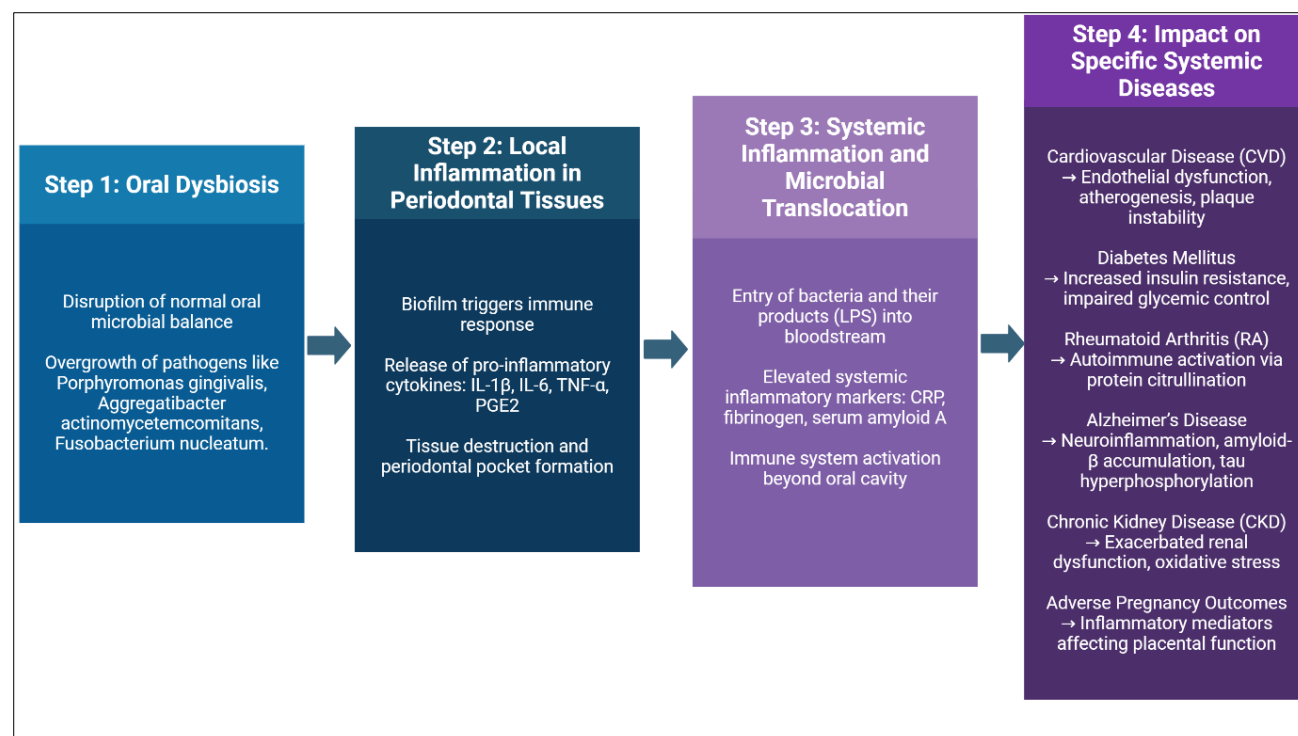 Step 1: Oral Dysbiosis
Disruption of normal oral
microbial balance
Overgrowth of pathogens like
Porphyromonas gingivalis,
Aggregatibacter
actinomycetemcomitans,
Fusobacterium nucleatum.
Step 2: Local
Inflammation in
Periodontal Tissues
Biofilm triggers immune
response
Release of pro-inflammatory
cytokines: IL-1β, IL-6, TNF-α,
PGE2
Tissue destruction and
periodontal pocket formation
Step 3: Systemic
Inflammation and
Microbial
Translocation
Entry of bacteria and their
products (LPS) into
bloodstream
Elevated systemic
inflammatory markers: CRP,
fibrinogen, serum amyloid A
Immune system activation
beyond oral cavity
Step 4: Impact on
Specific Systemic
Diseases
Cardiovascular Disease (CVD)
→ Endothelial dysfunction,
atherogenesis, plaque
instability
Diabetes Mellitus
→ Increased insulin resistance,
impaired glycemic control
Rheumatoid Arthritis (RA)
→ Autoimmune activation via
protein citrullination
Alzheimer's Disease
→ Neuroinflammation, amyloid-
β accumulation, tau
hyperphosphorylation
Chronic Kidney Disease (CKD)
→ Exacerbated renal
dysfunction, oxidative stress
Adverse Pregnancy Outcomes
→ Inflammatory mediators
affecting placental function